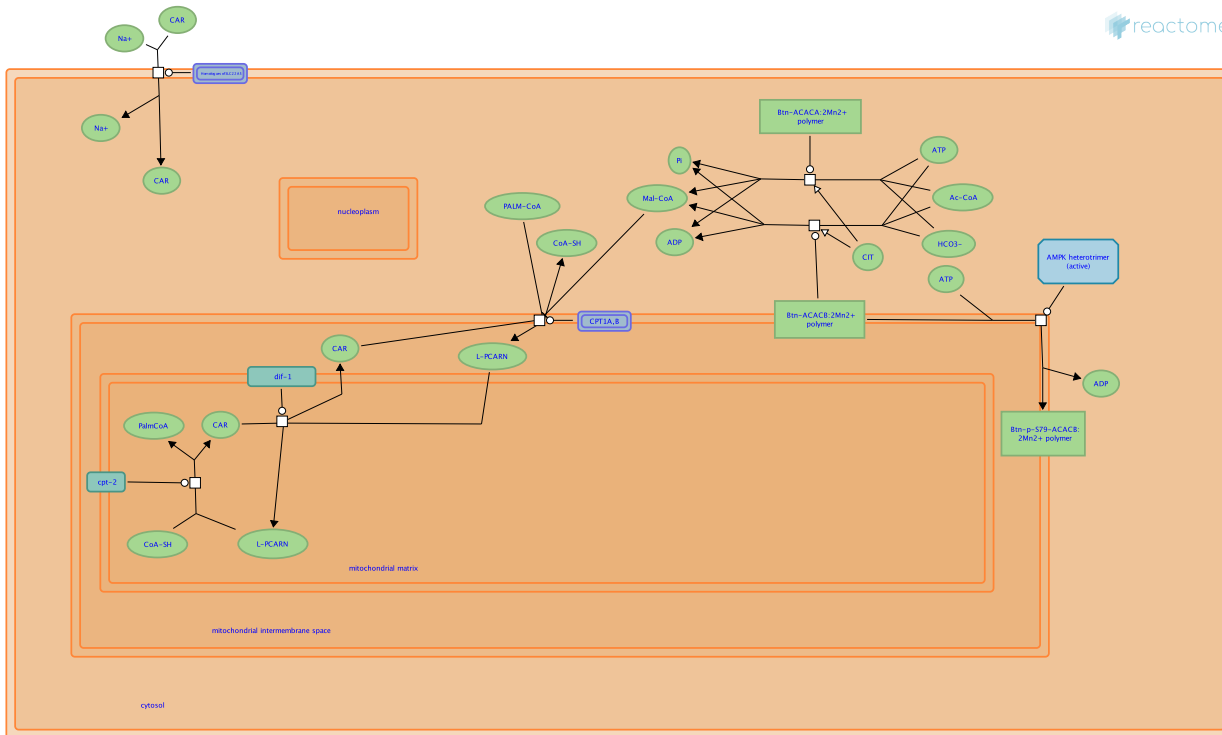 CAR
Na+
reactome
Na+
CAR
Btn-ACACA:2Mn2+
polymer
Pi
ATP
Mal-CoA
Ac-CoA
PALM-CoA
nucleoplasm
CoA-SH
ADP
HCO3-
CIT
AMPK heterotrimer
(active)
ATP
CPT1A,B
Btn-ACACB:2Mn2+
polymer
CAR
L-PCARN
dif-1
ADP
PalmCoA
CAR
Btn-p-S79-ACACB:
2Mn2+ polymer
cpt-2
CoA-SH
L-PCARN
mitochondrial matrix
mitochondrial intermembrane space
cytosol